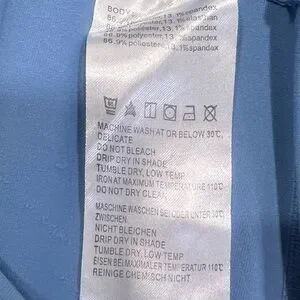 BODY
86.9%polyester,13.1%elasthan
86.9%polyester,13.1%spandex
86.9%poliestere,13.1%spandex
MACHINE WASH AT OR BELOW 30℃,
DELICATE
DO NOT BLEACH
DRIP DRY IN SHADE
TUMBLE DRY, LOW TEMP
IRON AT MAXIMUM TEMPERATURE 110℃
DO NOT DRY CLEAN
MASCHINE WASCHEN BEI ODER UNTER 30℃
ZWISCHEN
NICHT BLEICHEN
DRIP DRY IN SHADE
TUMBLE DRY, LOW TEMP
EISEN BEI MAXIMALER TEMPERATUR 110℃
REINIGE CHEMISCH NICHT